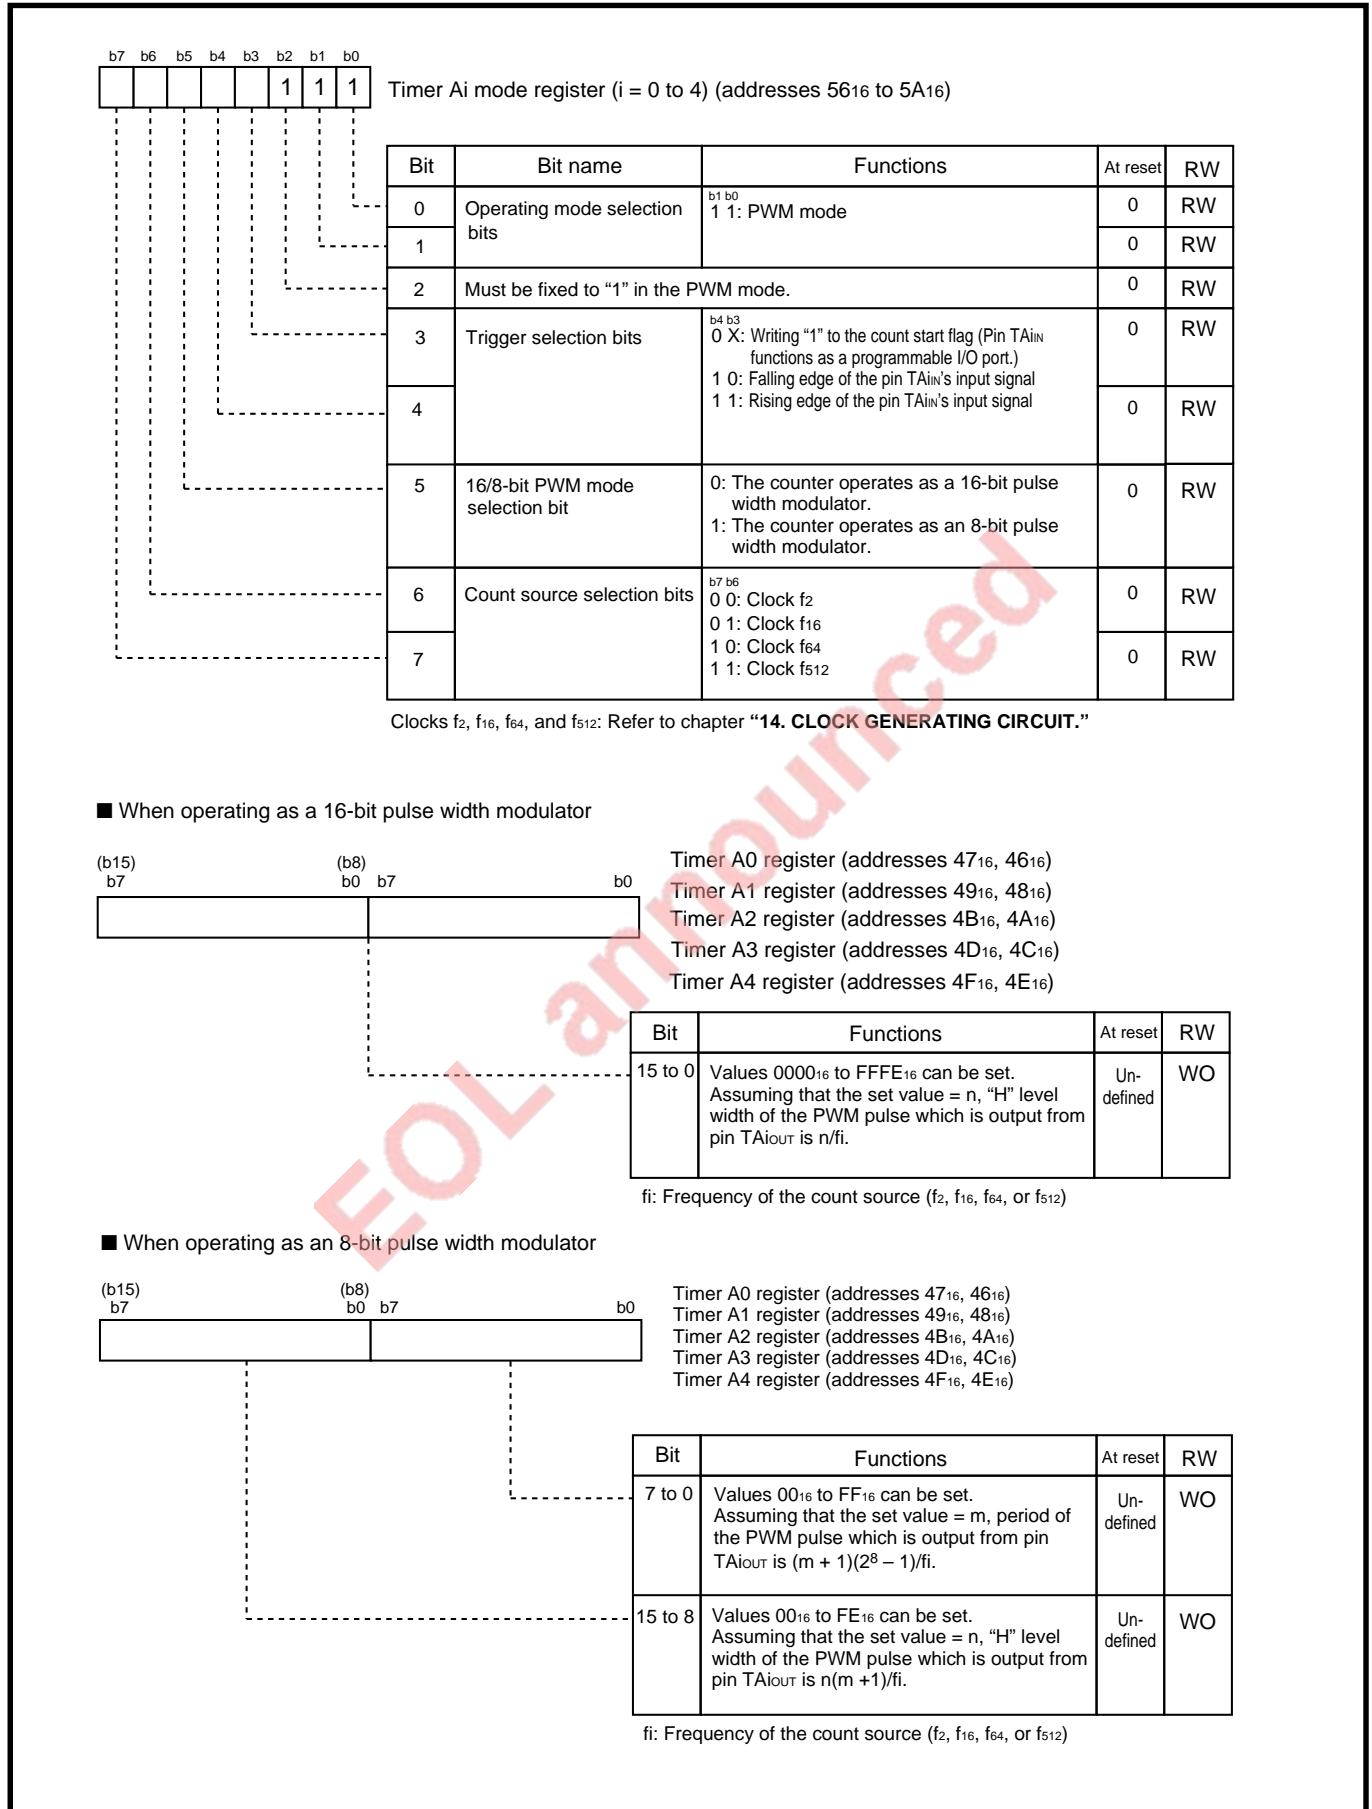 b7 b6 b5 b4 b3 b2 b1 b0
1 1 1
Timer Ai mode register (i = 0 to 4) (addresses 5616 to 5A16)
Bit Bit name Functions At reset RW
0 Operating mode selection bits b1 b0 0 RW
1 1: PWM mode
1 0 RW
2 Must be fixed to “1” in the PWM mode. 0 RW
3 Trigger selection bits b4 b3 0 RW
0 X: Writing “1” to the count start flag (Pin TAiIN
functions as a programmable I/O port.)
1 0: Falling edge of the pin TAiIN’s input signal
1 1: Rising edge of the pin TAiIN’s input signal
4 0 RW
5 16/8-bit PWM mode selection bit 0: The counter operates as a 16-bit pulse 0 RW
width modulator.
1: The counter operates as an 8-bit pulse
width modulator.
6 Count source selection bits b7 b6 0 RW
0 0: Clock f2
0 1: Clock f16
1 0: Clock f64
1 1: Clock f512
7 0 RW
Clocks f2, f16, f64, and f512: Refer to chapter “14. CLOCK GENERATING CIRCUIT.”
EOL announced
■ When operating as a 16-bit pulse width modulator
(b15) (b8)
b7 b0 b7 b0
Timer A0 register (addresses 4716, 4616)
Timer A1 register (addresses 4916, 4816)
Timer A2 register (addresses 4B16, 4A16)
Timer A3 register (addresses 4D16, 4C16)
Timer A4 register (addresses 4F16, 4E16)
Bit Functions At reset RW
15 to 0 Values 000016 to FFFE16 can be set. Un-defined WO
Assuming that the set value = n, “H” level
width of the PWM pulse which is output from
pin TAiOUT is n/fi.
fi: Frequency of the count source (f2, f16, f64, or f512)
■ When operating as an 8-bit pulse width modulator
(b15) (b8)
b7 b0 b7 b0
Timer A0 register (addresses 4716, 4616)
Timer A1 register (addresses 4916, 4816)
Timer A2 register (addresses 4B16, 4A16)
Timer A3 register (addresses 4D16, 4C16)
Timer A4 register (addresses 4F16, 4E16)
Bit Functions At reset RW
7 to 0 Values 0016 to FF16 can be set. Un-defined WO
Assuming that the set value = m, period of
the PWM pulse which is output from pin
TAiOUT is (m + 1)(2⁸ – 1)/fi.
15 to 8 Values 0016 to FE16 can be set. Un-defined WO
Assuming that the set value = n, “H” level
width of the PWM pulse which is output from
pin TAiOUT is n(m +1)/fi.
fi: Frequency of the count source (f2, f16, f64, or f512)